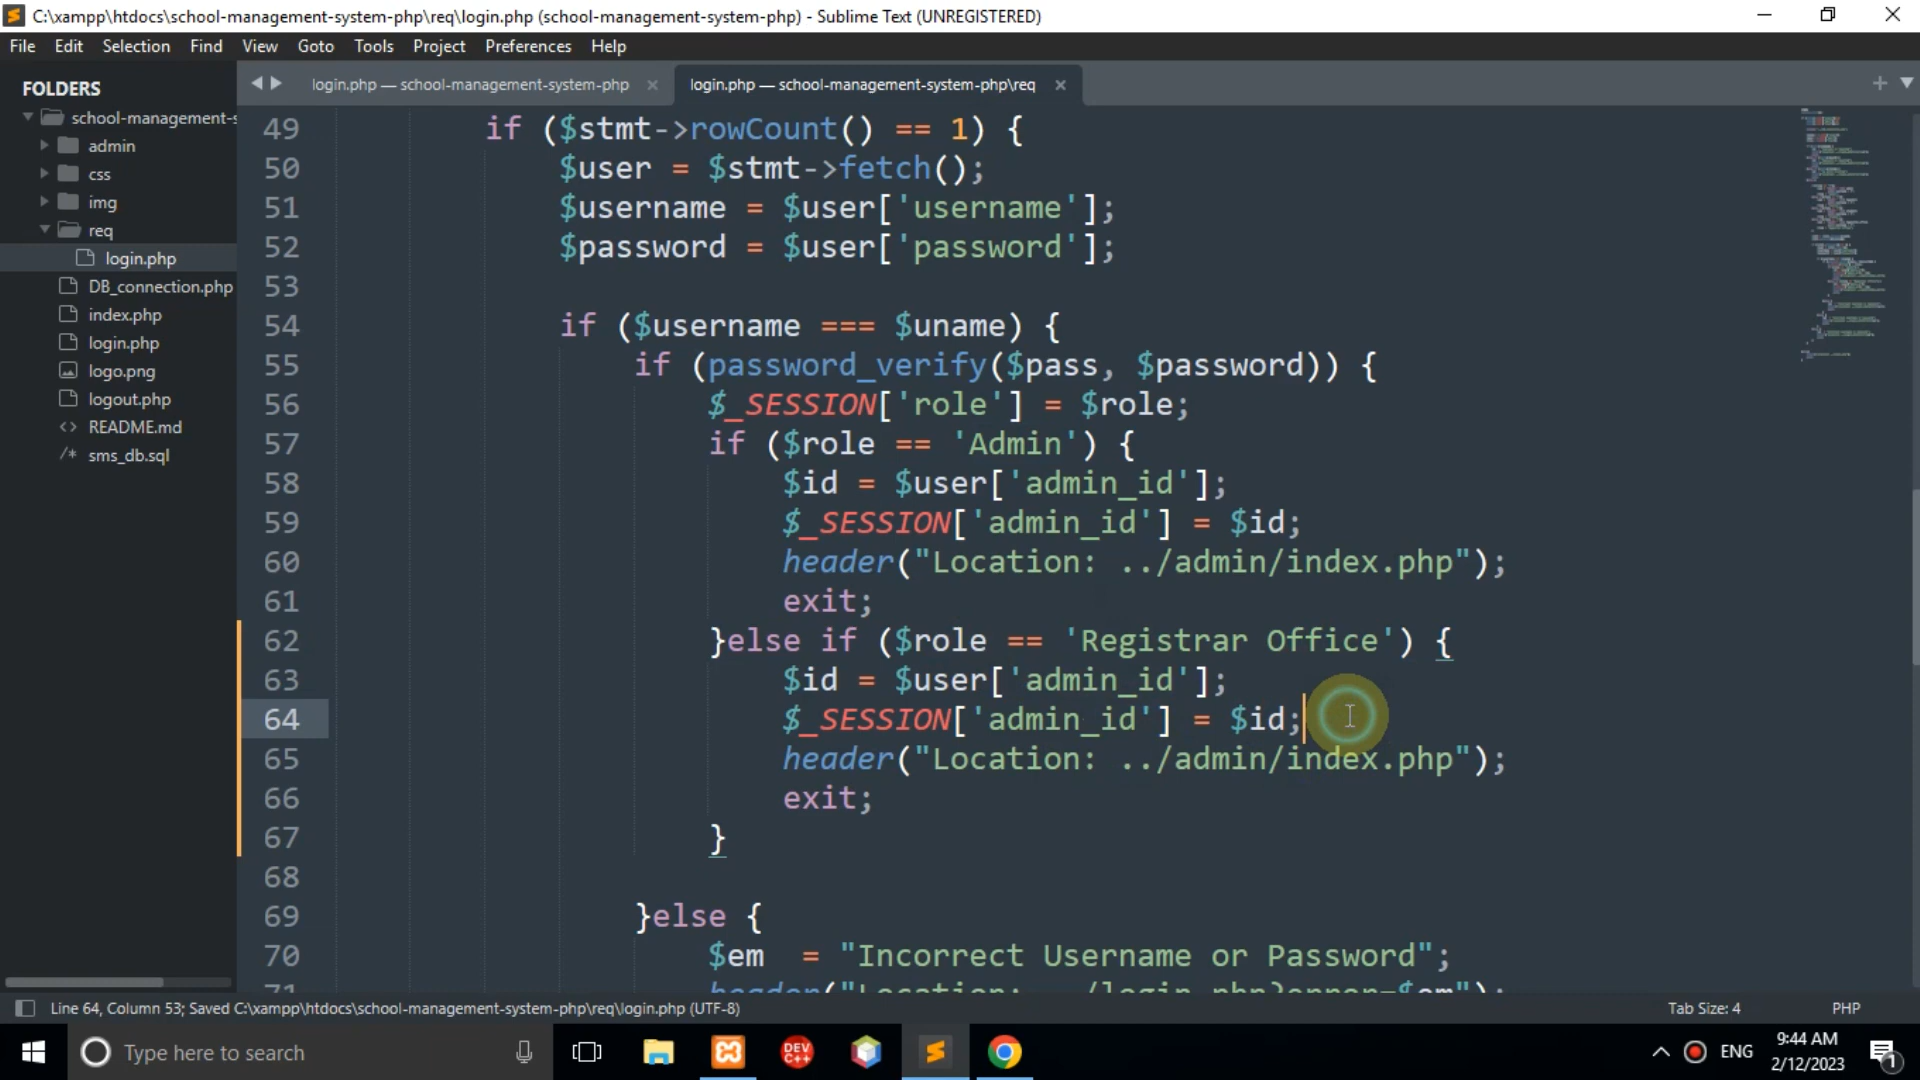 C:\xampp\htdocs\school-management-system-php\req\login.php (school-management-system-php) - Sublime Text (UNREGISTERED)
File Edit Selection Find View Goto Tools Project Preferences Help
FOLDERS
school-management-s
admin
css
img
req
login.php
DB_connection.php
index.php
login.php
logo.png
logout.php
<> README.md
/* sms_db.sql
login.php — school-management-system-php ×
login.php — school-management-system-php\req ×
49 if ($stmt->rowCount() == 1) {
50 $user = $stmt->fetch();
51 $username = $user['username'];
52 $password = $user['password'];
53
54 if ($username === $uname) {
55 if (password_verify($pass, $password)) {
56 $_SESSION['role'] = $role;
57 if ($role == 'Admin') {
58 $id = $user['admin_id'];
59 $_SESSION['admin_id'] = $id;
60 header("Location: ../admin/index.php");
61 exit;
62 }else if ($role == 'Registrar Office') {
63 $id = $user['admin_id'];
64 $_SESSION['admin_id'] = $id;
65 header("Location: ../admin/index.php");
66 exit;
67 }
68
69 }else {
70 $em = "Incorrect Username or Password";
71 header("Location: ../login.php?error=$em");
Line 64, Column 53; Saved C:\xampp\htdocs\school-management-system-php\req\login.php (UTF-8)
Tab Size: 4
PHP
Type here to search
DEV
C++
ENG
9:44 AM
2/12/2023
1